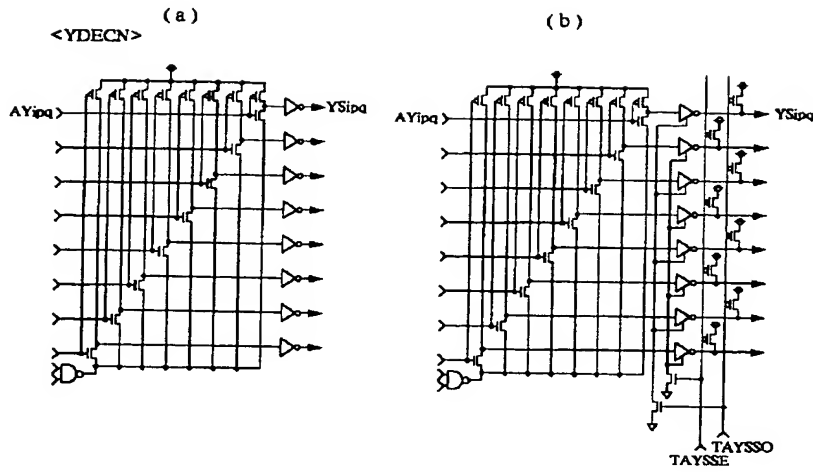 (a)
(b)
<YDECN>
AYipq
YSipq
AYipq
YSipq
TAYSSO
TAYSSE